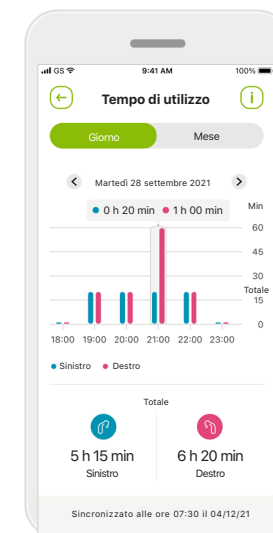 GS 9:41 AM 100%
Tempo di utilizzo i
Giorno Mese
Martedì 28 settembre 2021
0 h 20 min 1 h 00 min
Min
60
45
30
Totale
15
0
18:00 19:00 20:00 21:00 22:00 23:00
Sinistro Destro
Totale
5 h 15 min 6 h 20 min
Sinistro Destro
Sincronizzato alle ore 07:30 il 04/12/21